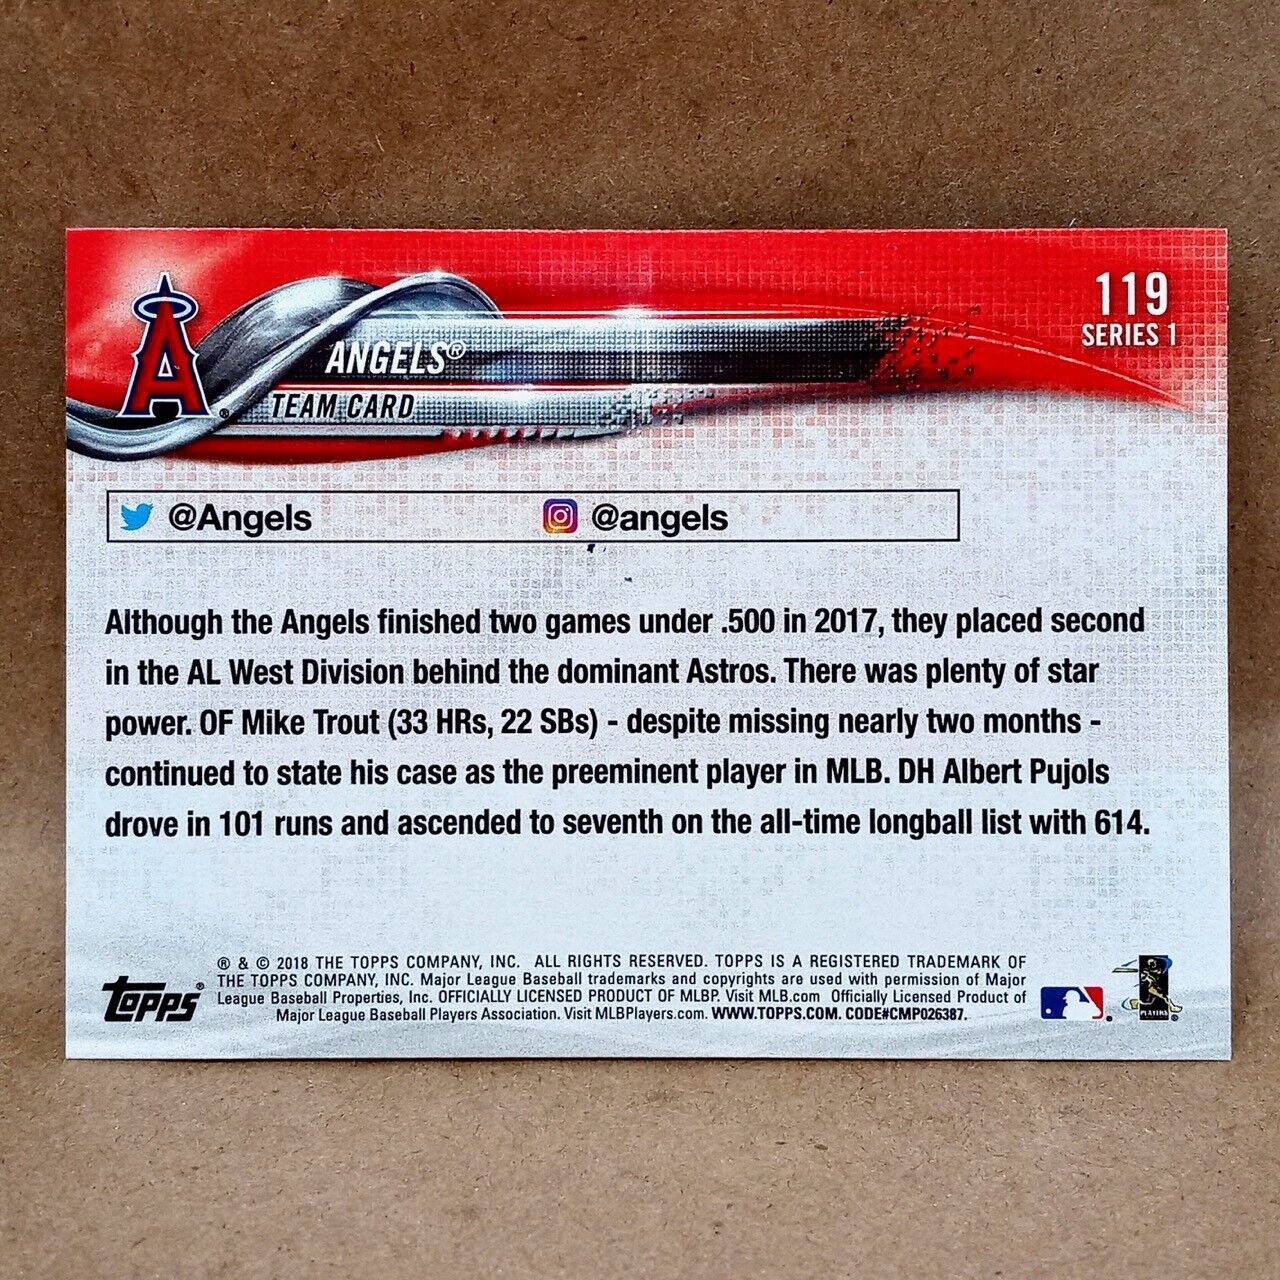 119
SERIES 1
A
ANGELS®
TEAM CARD
@Angels @angels
Although the Angels finished two games under .500 in 2017, they placed second
in the AL West Division behind the dominant Astros. There was plenty of star
power. OF Mike Trout (33 HRs, 22 SBs) - despite missing nearly two months -
continued to state his case as the preeminent player in MLB. DH Albert Pujols
drove in 101 runs and ascended to seventh on the all-time longball list with 614.
® & © 2018 THE TOPPS COMPANY, INC. ALL RIGHTS RESERVED. TOPPS IS A REGISTERED TRADEMARK OF
THE TOPPS COMPANY, INC. Major League Baseball trademarks and copyrights are used with permission of Major
League Baseball Properties, Inc. OFFICIALLY LICENSED PRODUCT OF MLBP. Visit MLB.com Officially Licensed Product of
Major League Baseball Players Association. Visit MLBPlayers.com. WWW.TOPPS.COM. CODE#CMP026387.
TOPPS®
PLAYERS